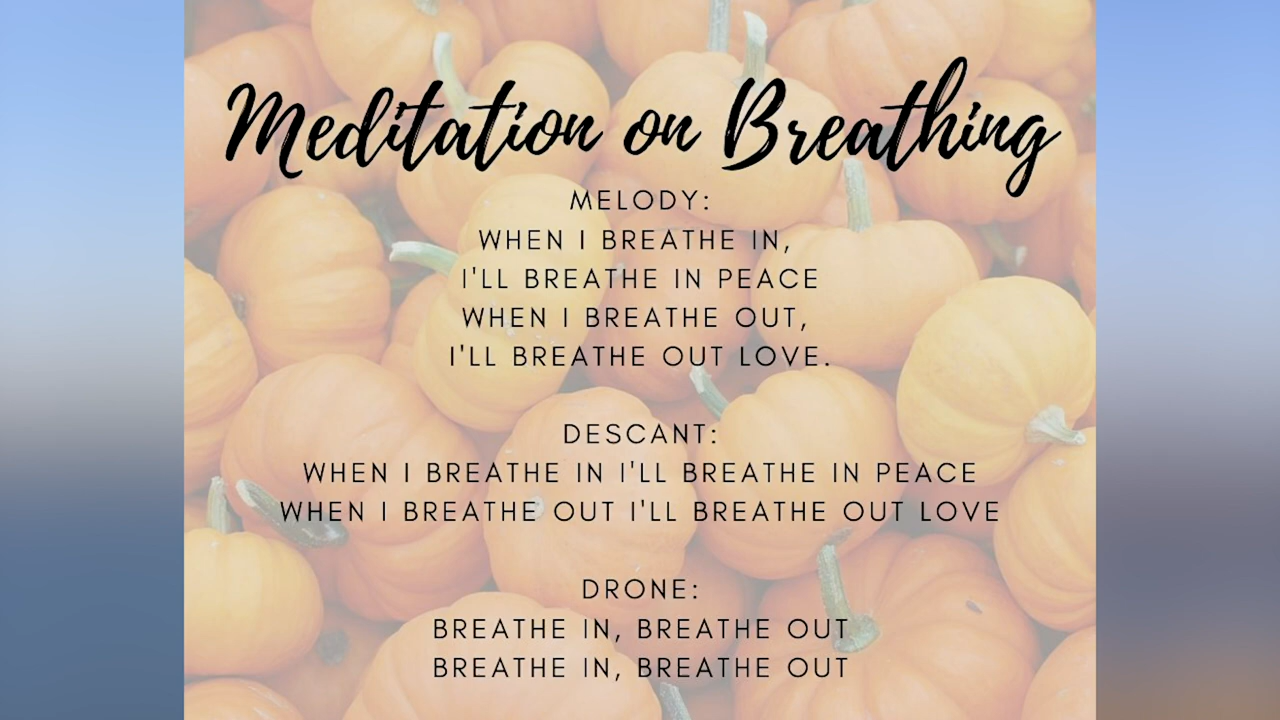 Meditation on Breathing
MELODY:
WHEN I BREATHE IN,
I'LL BREATHE IN PEACE
WHEN I BREATHE OUT,
I'LL BREATHE OUT LOVE.
DESCANT:
WHEN I BREATHE IN I'LL BREATHE IN PEACE
WHEN I BREATHE OUT I'LL BREATHE OUT LOVE
DRONE:
BREATHE IN, BREATHE OUT
BREATHE IN, BREATHE OUT